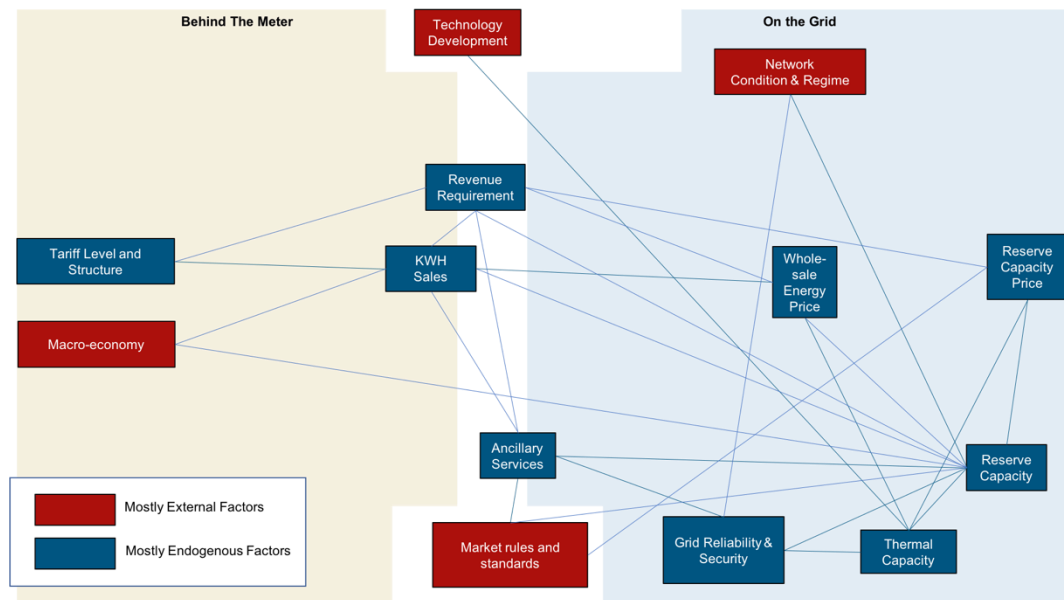 Behind The Meter
On the Grid
Technology
Development
Network
Condition & Regime
Revenue
Requirement
Tariff Level and
Structure
KWH
Sales
Whole-
sale
Energy
Price
Reserve
Capacity
Price
Macro-economy
Ancillary
Services
Reserve
Capacity
Mostly External Factors
Mostly Endogenous Factors
Market rules and
standards
Grid Reliability &
Security
Thermal
Capacity